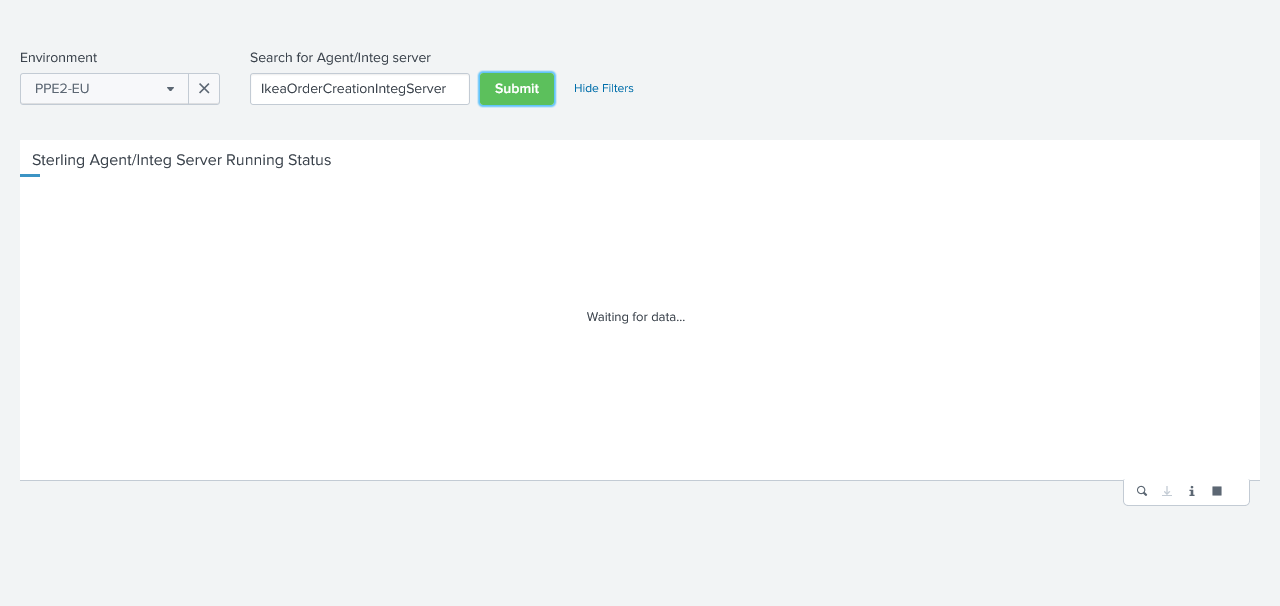 Environment
Search for Agent/Integ server
PPE2-EU
IkeaOrderCreationIntegServer
Submit
Hide Filters
Sterling Agent/Integ Server Running Status
Waiting for data...